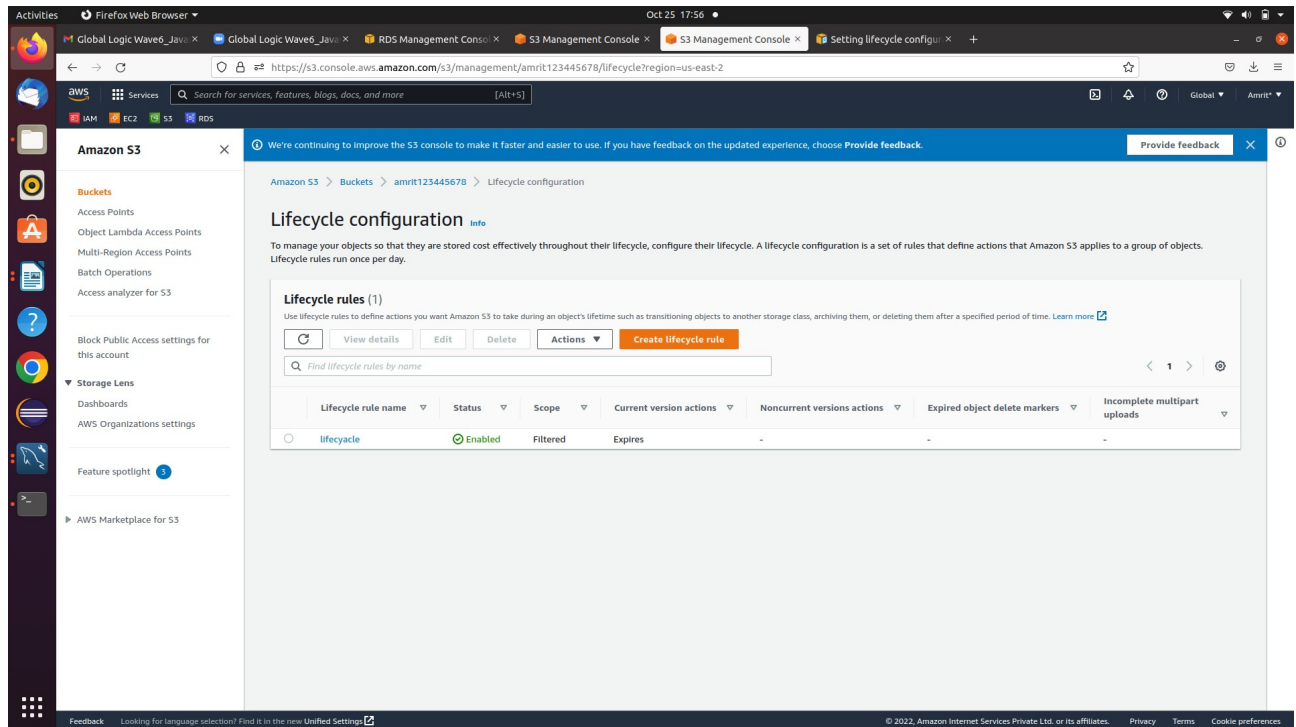 Activities
Firefox Web Browser
Oct 25 17:56
Global Logic Wave6_Java
Global Logic Wave6_Java
RDS Management Consol
S3 Management Console
S3 Management Console
Setting lifecycle configur
https://s3.console.aws.amazon.com/s3/management/amrit123445678/lifecycle?region=us-east-2
aws
Services
Search for services, features, blogs, docs, and more
[Alt+S]
Global
Amrit*
IAM
EC2
S3
RDS
Amazon S3
We're continuing to improve the S3 console to make it faster and easier to use. If you have feedback on the updated experience, choose Provide feedback.
Provide feedback
Buckets
Access Points
Object Lambda Access Points
Multi-Region Access Points
Batch Operations
Access analyzer for S3
Block Public Access settings for
this account
Storage Lens
Dashboards
AWS Organizations settings
Feature spotlight 3
AWS Marketplace for S3
Amazon S3 > Buckets > amrit123445678 > Lifecycle configuration
Lifecycle configuration Info
To manage your objects so that they are stored cost effectively throughout their lifecycle, configure their lifecycle. A lifecycle configuration is a set of rules that define actions that Amazon S3 applies to a group of objects.
Lifecycle rules run once per day.
Lifecycle rules (1)
Use lifecycle rules to define actions you want Amazon S3 to take during an object's lifetime such as transitioning objects to another storage class, archiving them, or deleting them after a specified period of time. Learn more
View details
Edit
Delete
Actions
Create lifecycle rule
Find lifecycle rules by name
1
Lifecycle rule name
Status
Scope
Current version actions
Noncurrent versions actions
Expired object delete markers
Incomplete multipart
uploads
lifecyacle
Enabled
Filtered
Expires
-
-
-
Feedback
Looking for language selection? Find it in the new Unified Settings
© 2022, Amazon Internet Services Private Ltd. or its affiliates.
Privacy
Terms
Cookie preferences